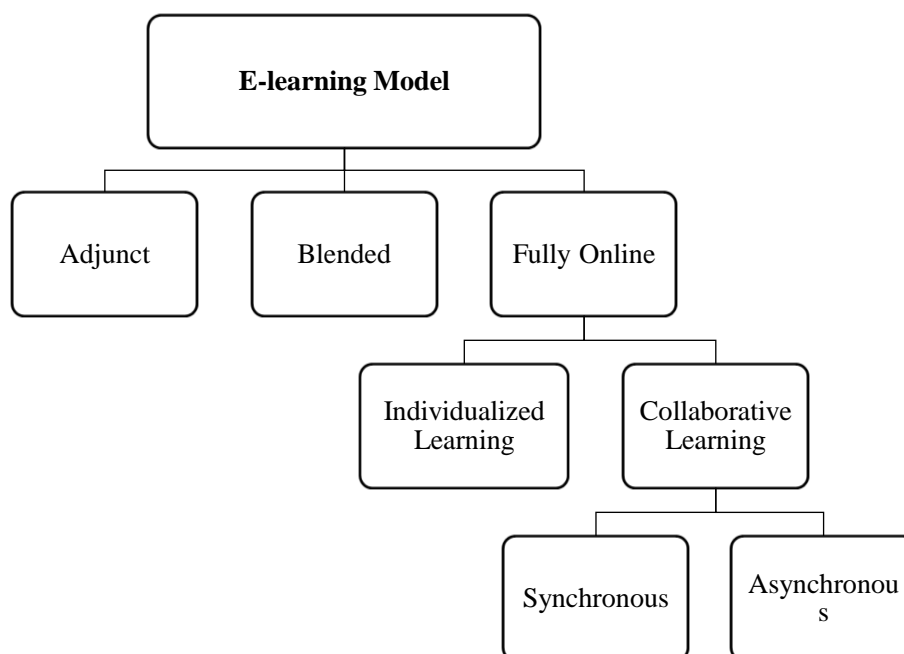 E-learning Model
Adjunct
Blended
Fully Online
Individualized
Learning
Collaborative
Learning
Synchronous
Asynchronou
s